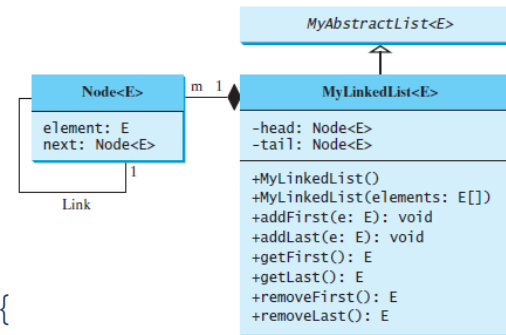 MyAbstractList<E>
Node<E>
element: E
next: Node<E>
1
Link
m 1
MyLinkedList<E>
-head: Node<E>
-tail: Node<E>
+MyLinkedList()
+MyLinkedList(elements: E[])
+addFirst(e: E): void
+addLast(e: E): void
+getFirst(): E
+getLast(): E
+removeFirst(): E
+removeLast(): E
{